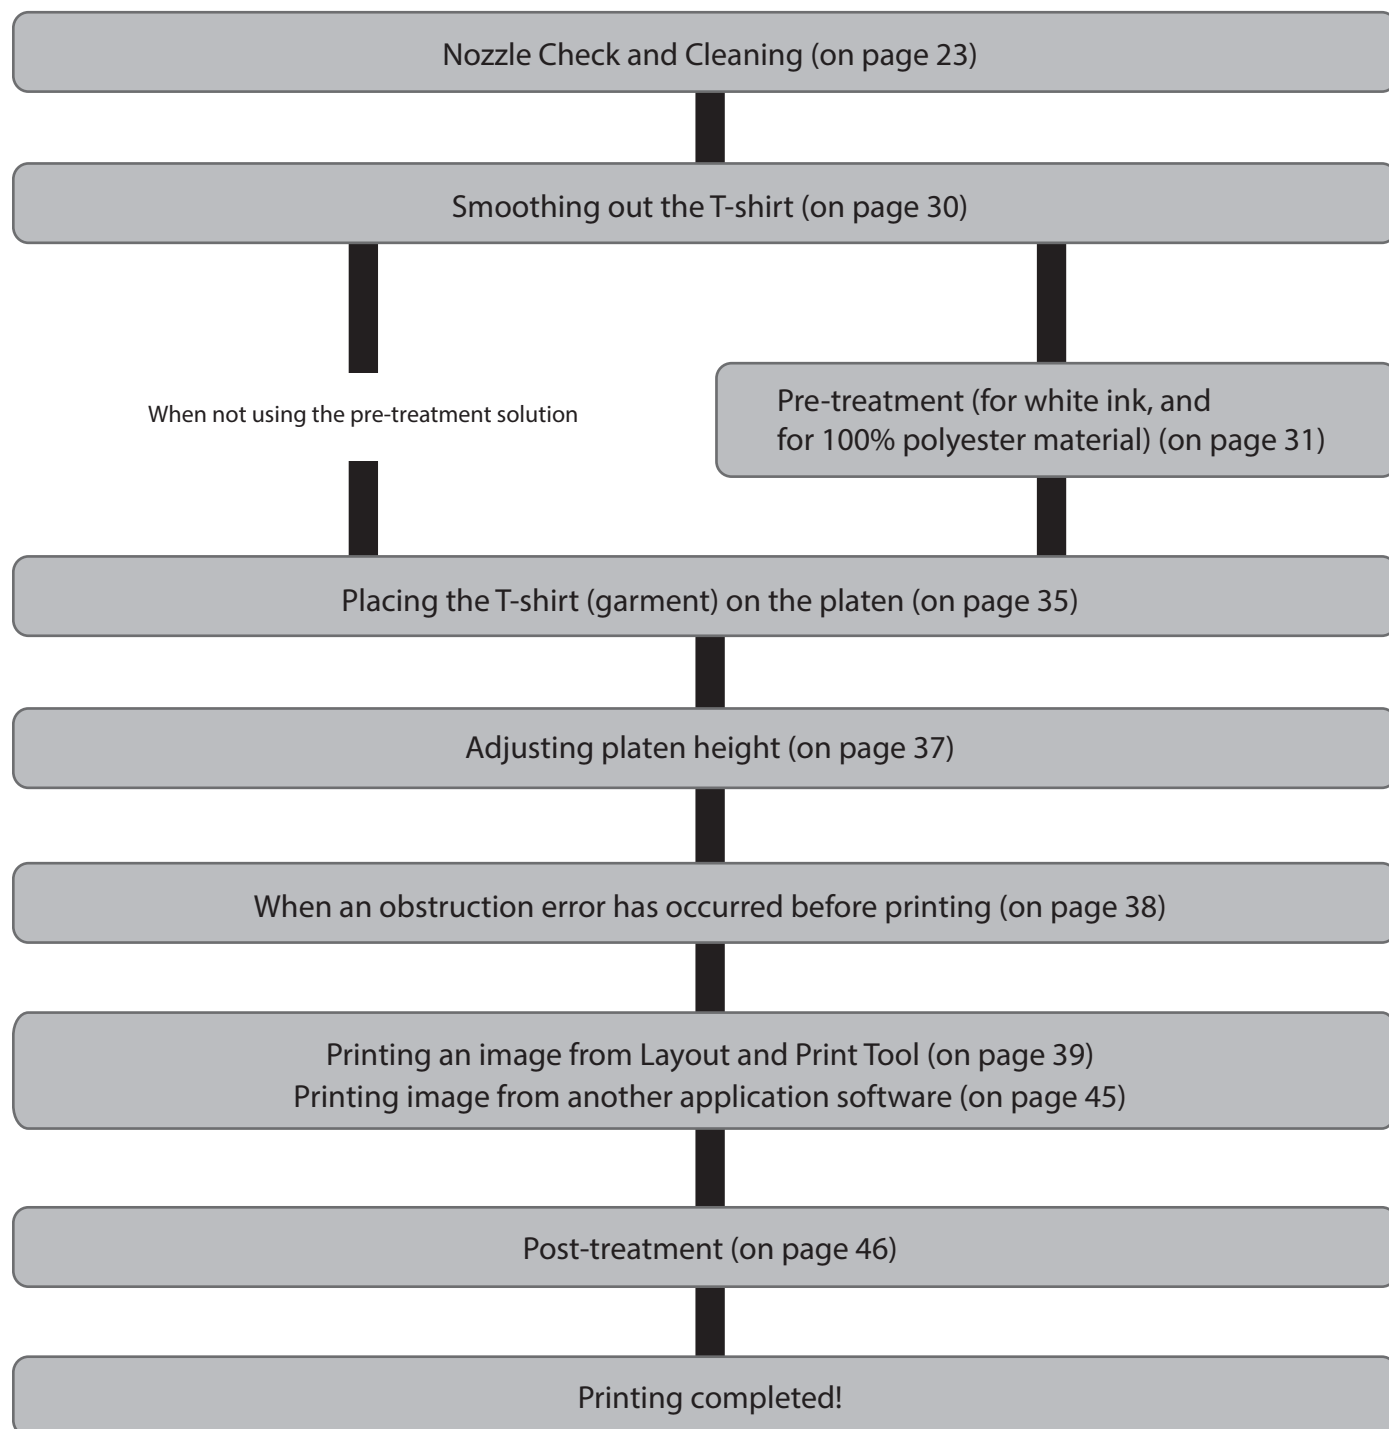 Nozzle Check and Cleaning (on page 23)
Smoothing out the T-shirt (on page 30)
When not using the pre-treatment solution
Pre-treatment (for white ink, and
for 100% polyester material) (on page 31)
Placing the T-shirt (garment) on the platen (on page 35)
Adjusting platen height (on page 37)
When an obstruction error has occurred before printing (on page 38)
Printing an image from Layout and Print Tool (on page 39)
Printing image from another application software (on page 45)
Post-treatment (on page 46)
Printing completed!